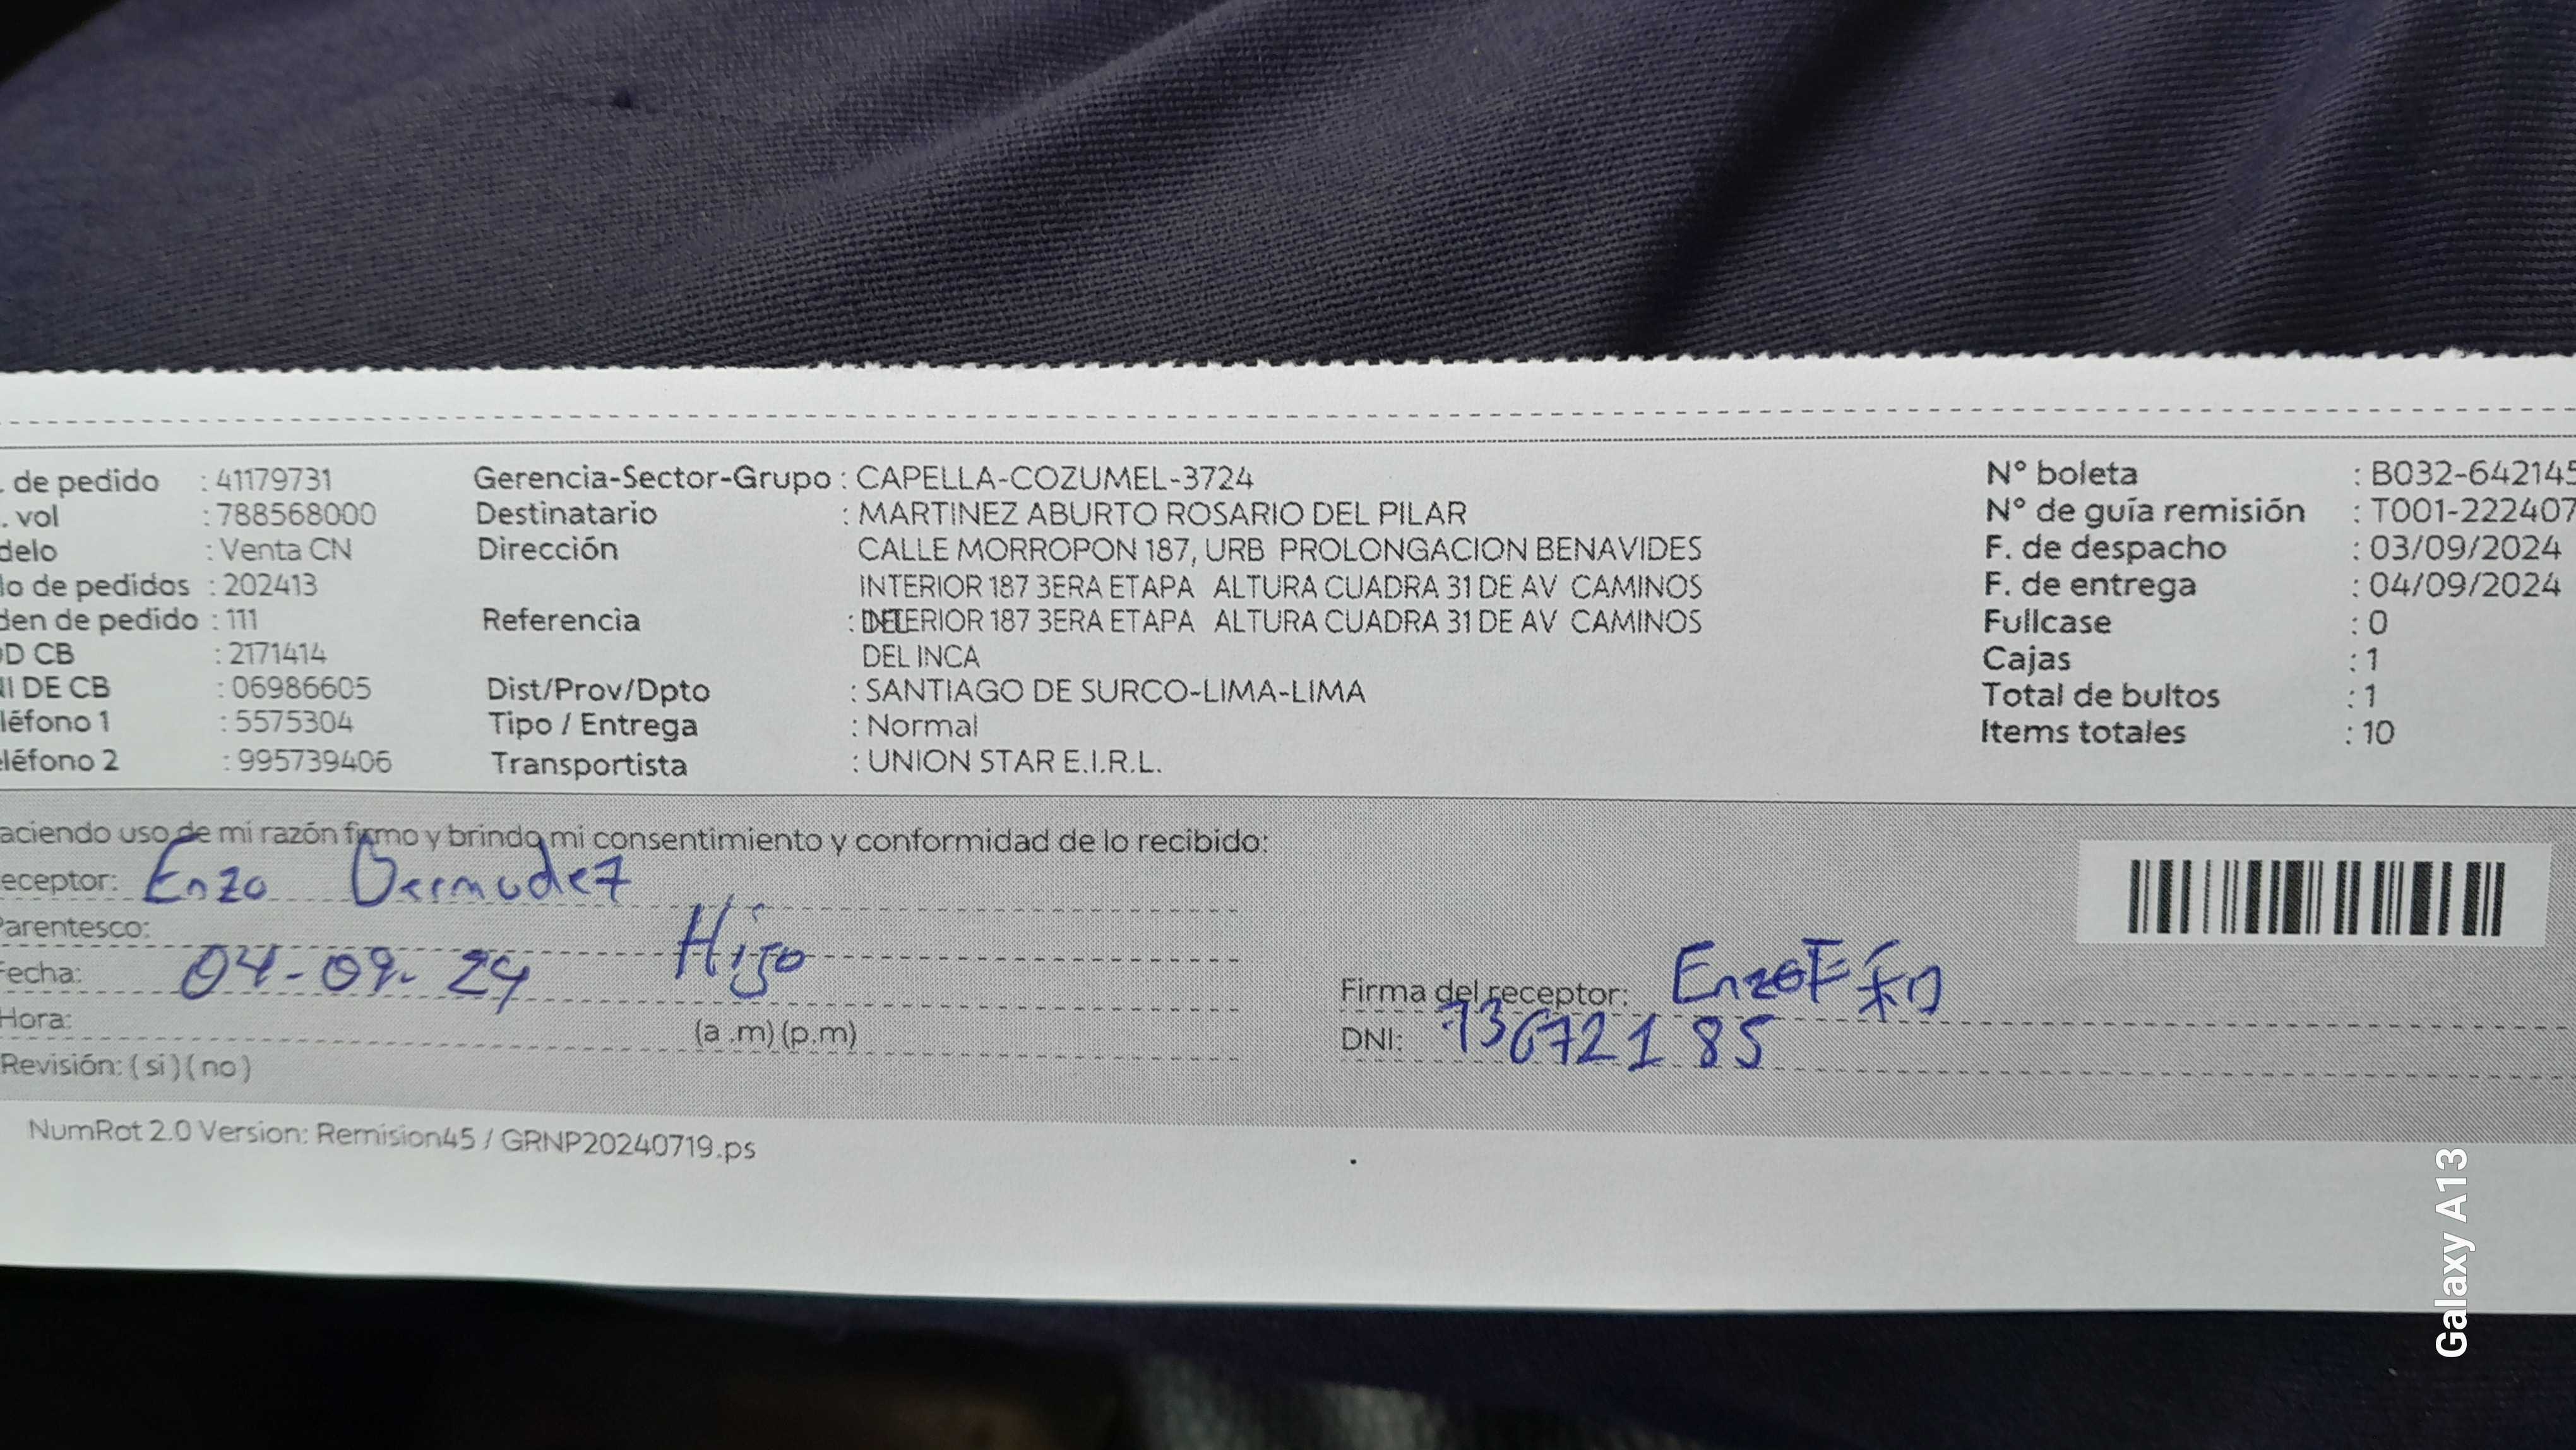 . de pedido : 41179731 Gerencia-Sector-Grupo : CAPELLA-COZUMEL-3724 N° boleta : B032-642145
. vol : 788568000 Destinatario : MARTINEZ ABURTO ROSARIO DEL PILAR N° de guía remisión : T001-222407
delo : Venta CN Dirección CALLE MORROPON 187, URB PROLONGACION BENAVIDES F. de despacho : 03/09/2024
lo de pedidos : 202413 INTERIOR 187 3ERA ETAPA ALTURA CUADRA 31 DE AV CAMINOS F. de entrega : 04/09/2024
den de pedido : 111 Referencia : INTERIOR 187 3ERA ETAPA ALTURA CUADRA 31 DE AV CAMINOS Fullcase : 0
D CB : 2171414 DEL INCA Cajas : 1
NI DE CB : 06986605 Dist/Prov/Dpto : SANTIAGO DE SURCO-LIMA-LIMA Total de bultos : 1
léfono 1 : 5575304 Tipo / Entrega : Normal Items totales : 10
eléfono 2 : 995739406 Transportista : UNION STAR E.I.R.L.
aciendo uso de mi razón firmo y brindo mi consentimiento y conformidad de lo recibido:
eceptor: Enzo Bermudez
Parentesco: Hijo
Fecha: 04-09-24
Firma del receptor: Enzo
Hora: (a .m) (p.m) DNI: 73672185
Revisión: ( si ) ( no )
NumRot 2.0 Version: Remision45 / GRNP20240719.ps
Galaxy A13